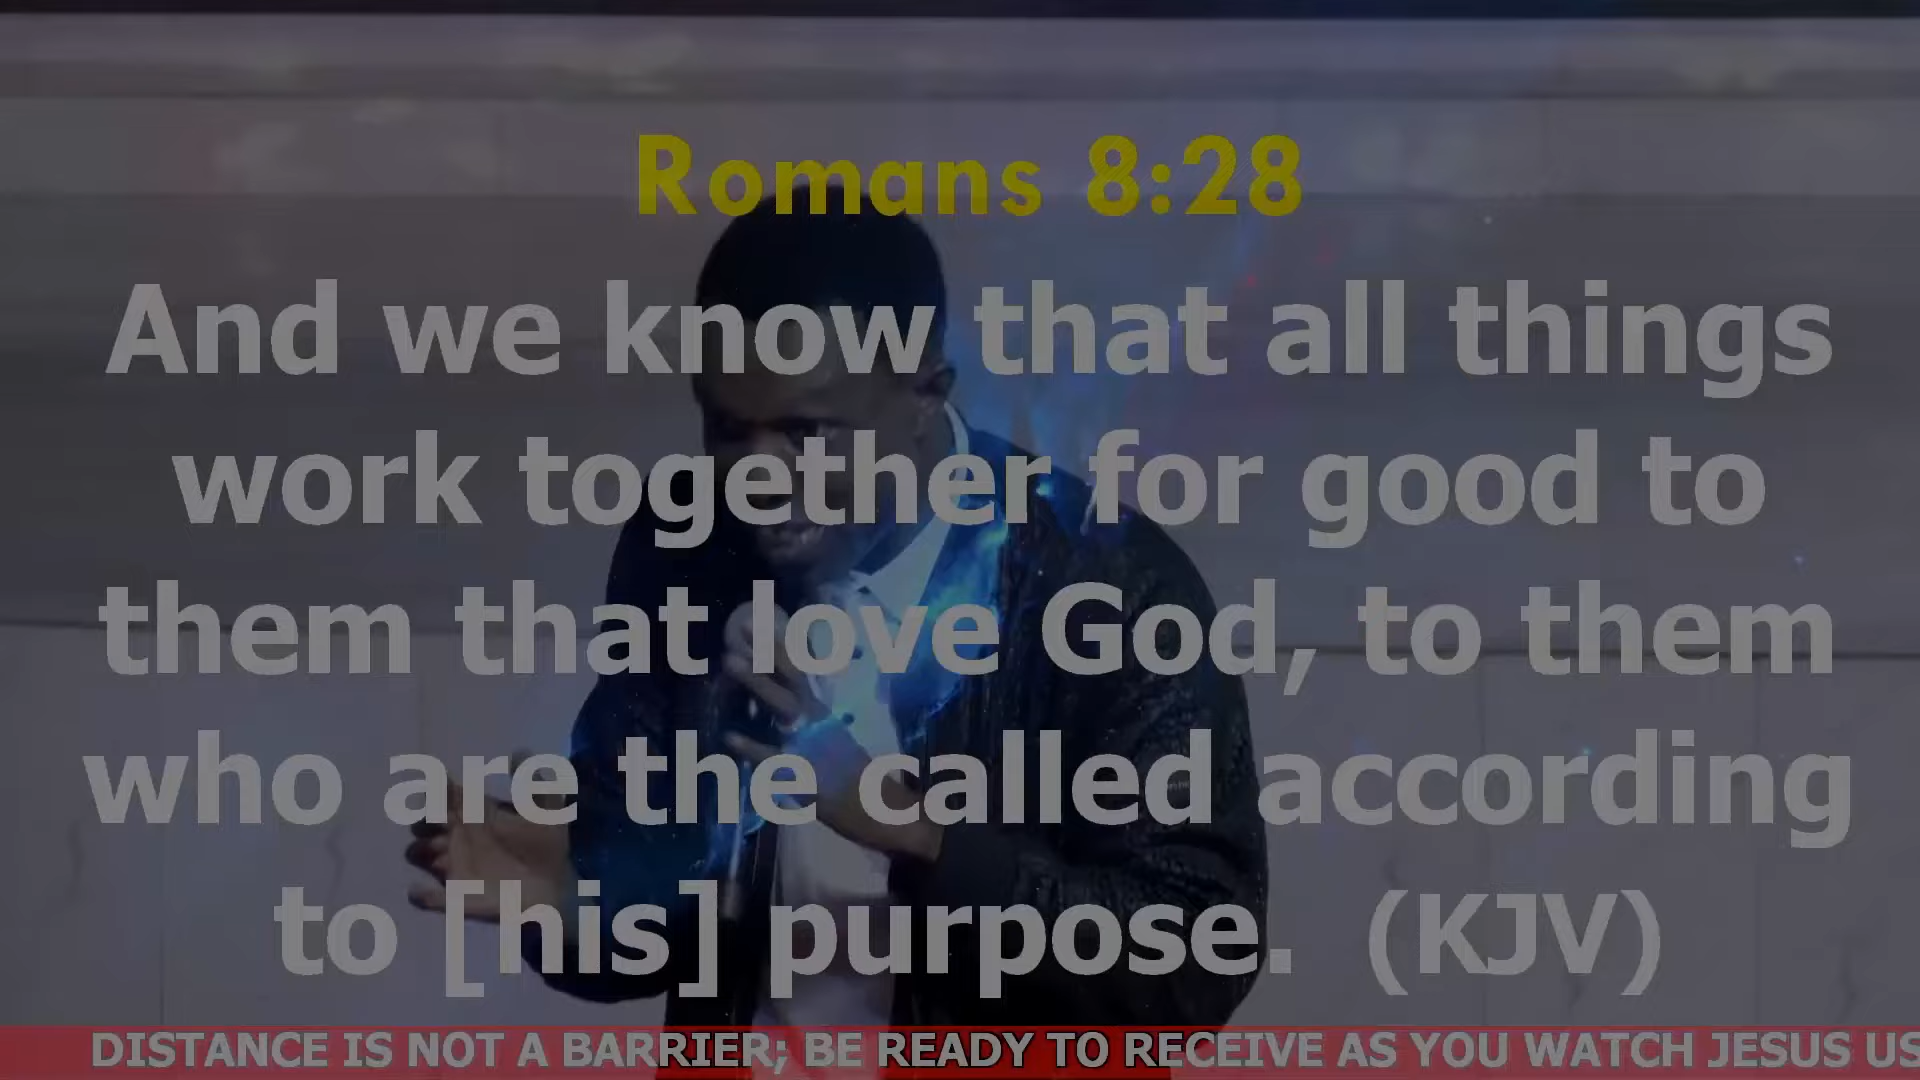 Romans 8:28
And we know that all things
work together for good to
them that love God, to them
who are the called according
to [his] purpose. (KJV)
DISTANCE IS NOT A BARRIER; BE READY TO RECEIVE AS YOU WATCH JESUS US